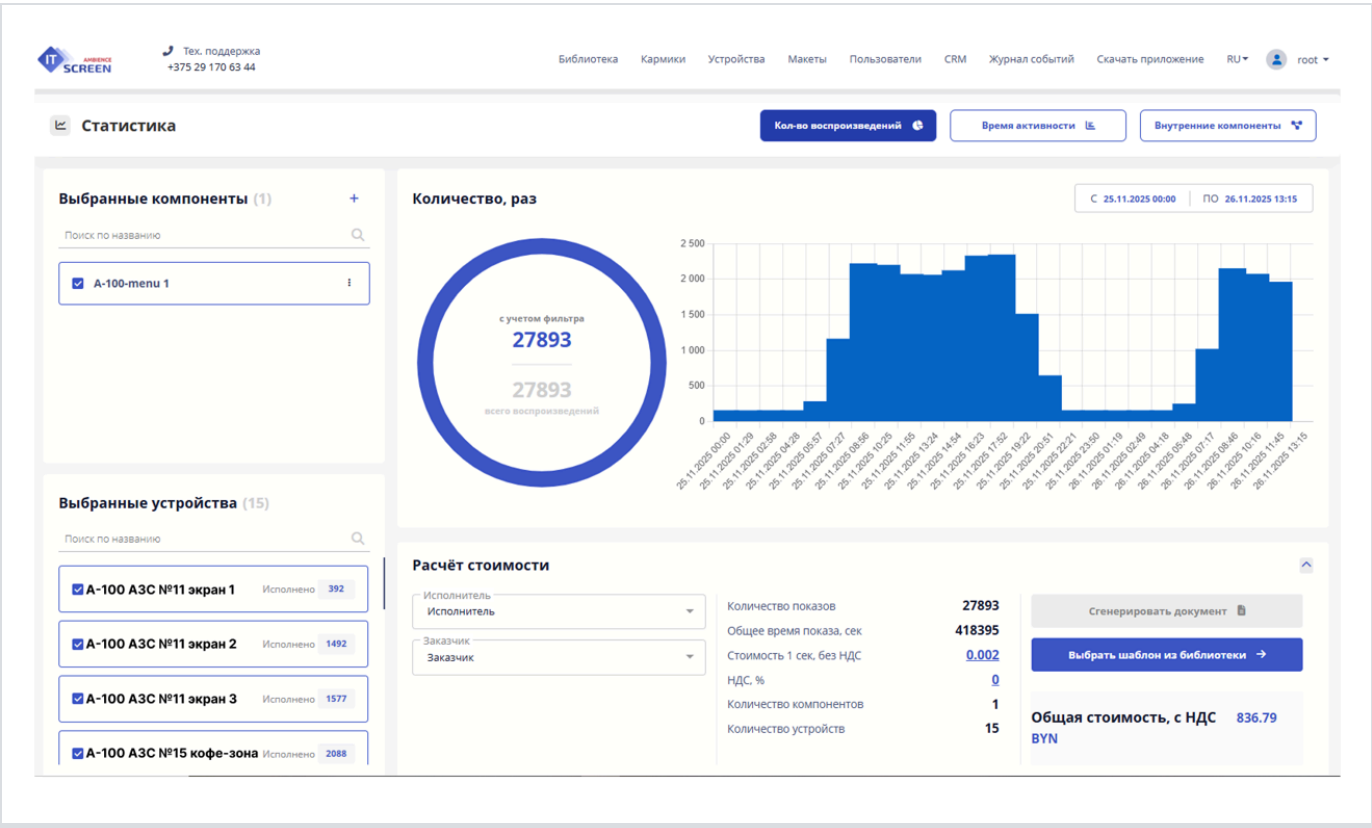 IT
AMBIENCE
SCREEN
Тех. поддержка
+375 29 170 63 44
Библиотека Кармики Устройства Макеты Пользователи CRM Журнал событий Скачать приложение RU root
Статистика
Кол-во воспроизведений
Время активности
Внутренние компоненты
Выбранные компоненты (1) +
Поиск по названию
A-100-menu 1
Выбранные устройства (15)
Поиск по названию
А-100 АЗС №11 экран 1 Исполнено 392
А-100 АЗС №11 экран 2 Исполнено 1492
А-100 АЗС №11 экран 3 Исполнено 1577
А-100 АЗС №15 кофе-зона Исполнено 2088
Количество, раз
С 25.11.2025 00:00 ПО 26.11.2025 13:15
с учетом фильтра
27893
27893
всего воспроизведений
2 500
2 000
1 500
1 000
500
0
25.11.2025 00:00
25.11.2025 01:29
25.11.2025 02:58
25.11.2025 04:28
25.11.2025 05:57
25.11.2025 07:27
25.11.2025 08:56
25.11.2025 10:25
25.11.2025 11:55
25.11.2025 13:24
25.11.2025 14:54
25.11.2025 16:23
25.11.2025 17:52
25.11.2025 19:22
25.11.2025 20:51
25.11.2025 22:21
25.11.2025 23:50
26.11.2025 01:19
26.11.2025 02:49
26.11.2025 04:18
26.11.2025 05:48
26.11.2025 07:17
26.11.2025 08:46
26.11.2025 10:16
26.11.2025 11:45
26.11.2025 13:15
Расчёт стоимости
Исполнитель
Исполнитель
Заказчик
Заказчик
Количество показов 27893
Общее время показа, сек 418395
Стоимость 1 сек, без НДС 0.002
НДС, % 0
Количество компонентов 1
Количество устройств 15
Сгенерировать документ
Выбрать шаблон из библиотеки →
Общая стоимость, с НДС 836.79
BYN